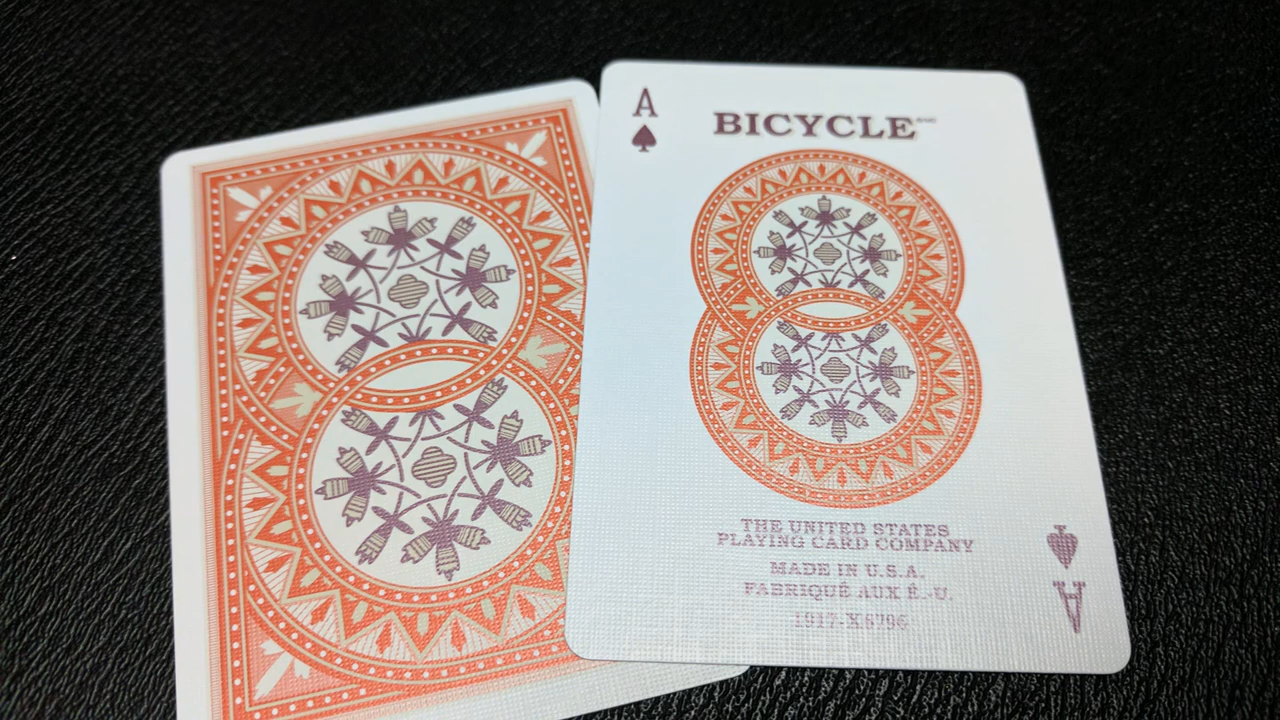 A
BICYCLE
THE UNITED STATES
PLAYING CARD COMPANY
MADE IN U.S.A.
FABRIQUÉ AUX É.-U.
A